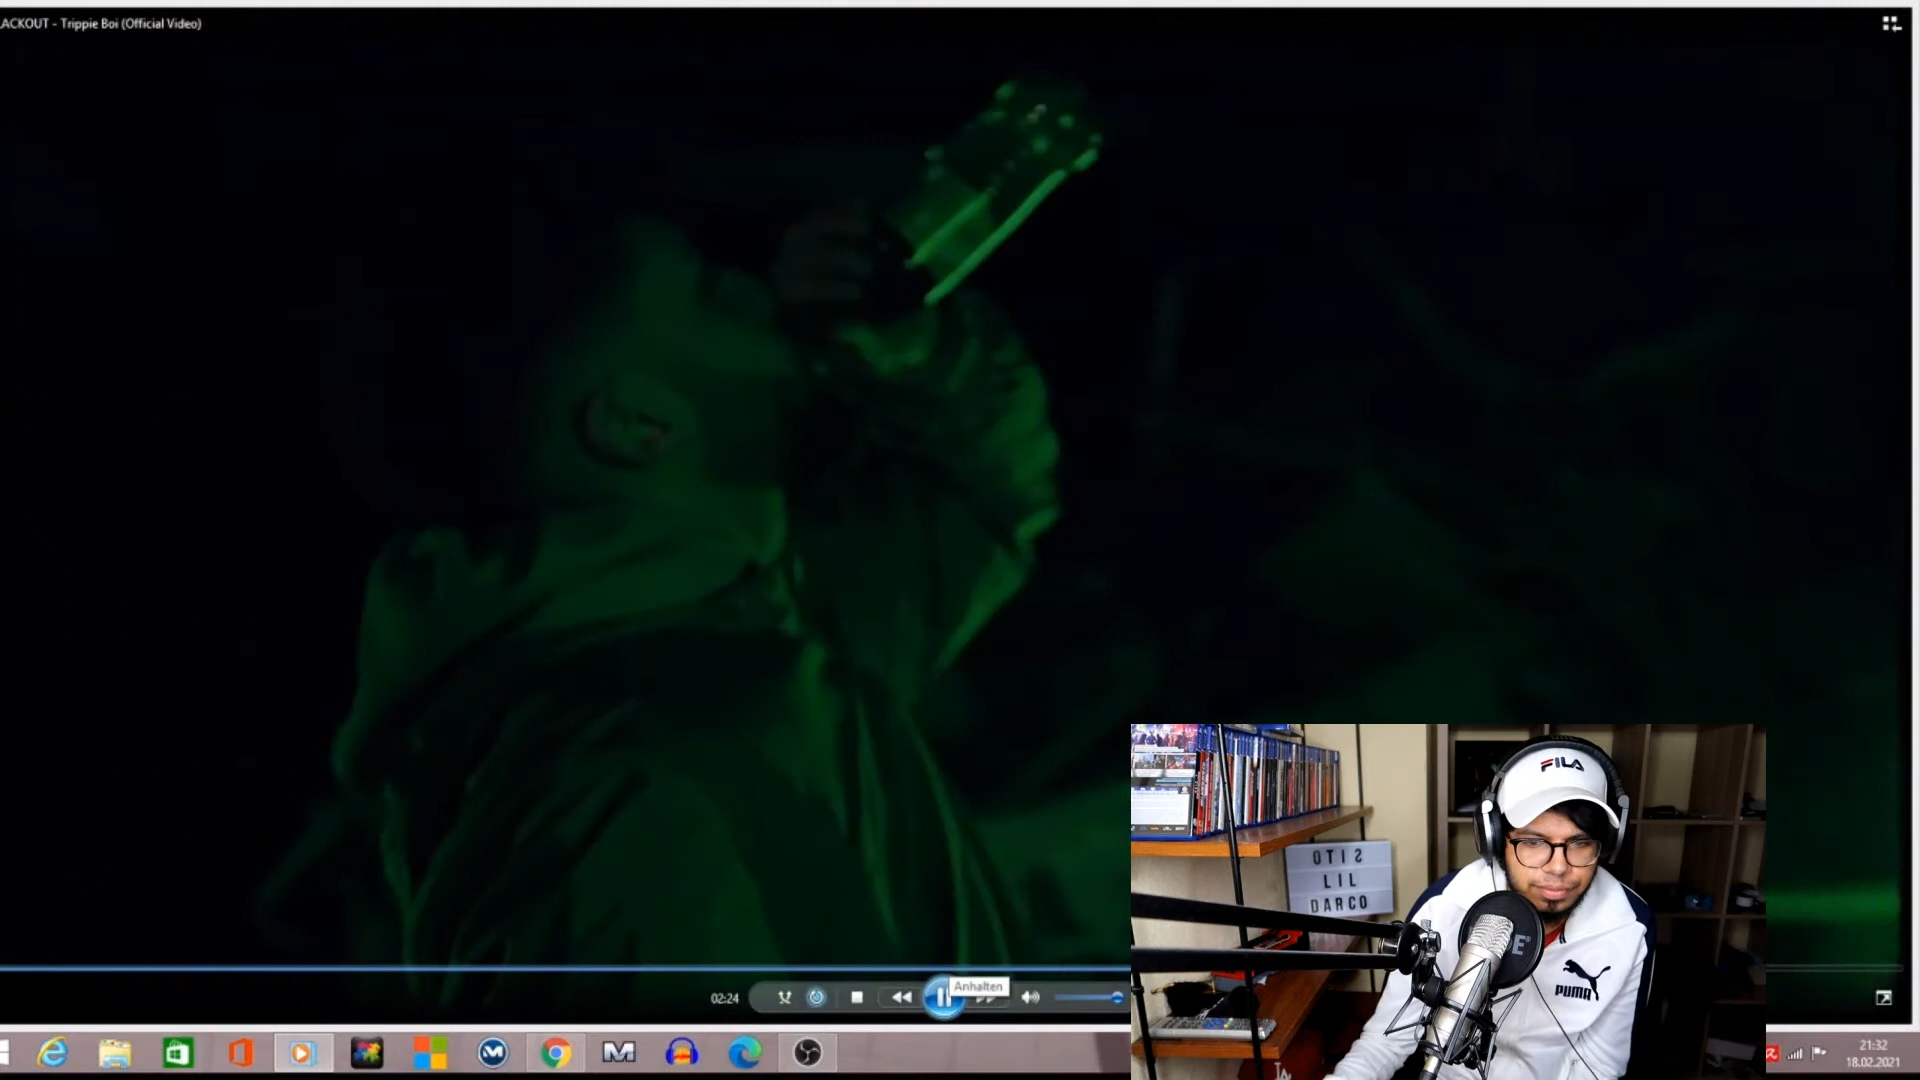 ACKOUT - Trippie Boi (Official Video)
FILA
OTIS
LIL
DARCO
PUMA
02:24
Anhalten
21:32
18.02.2021